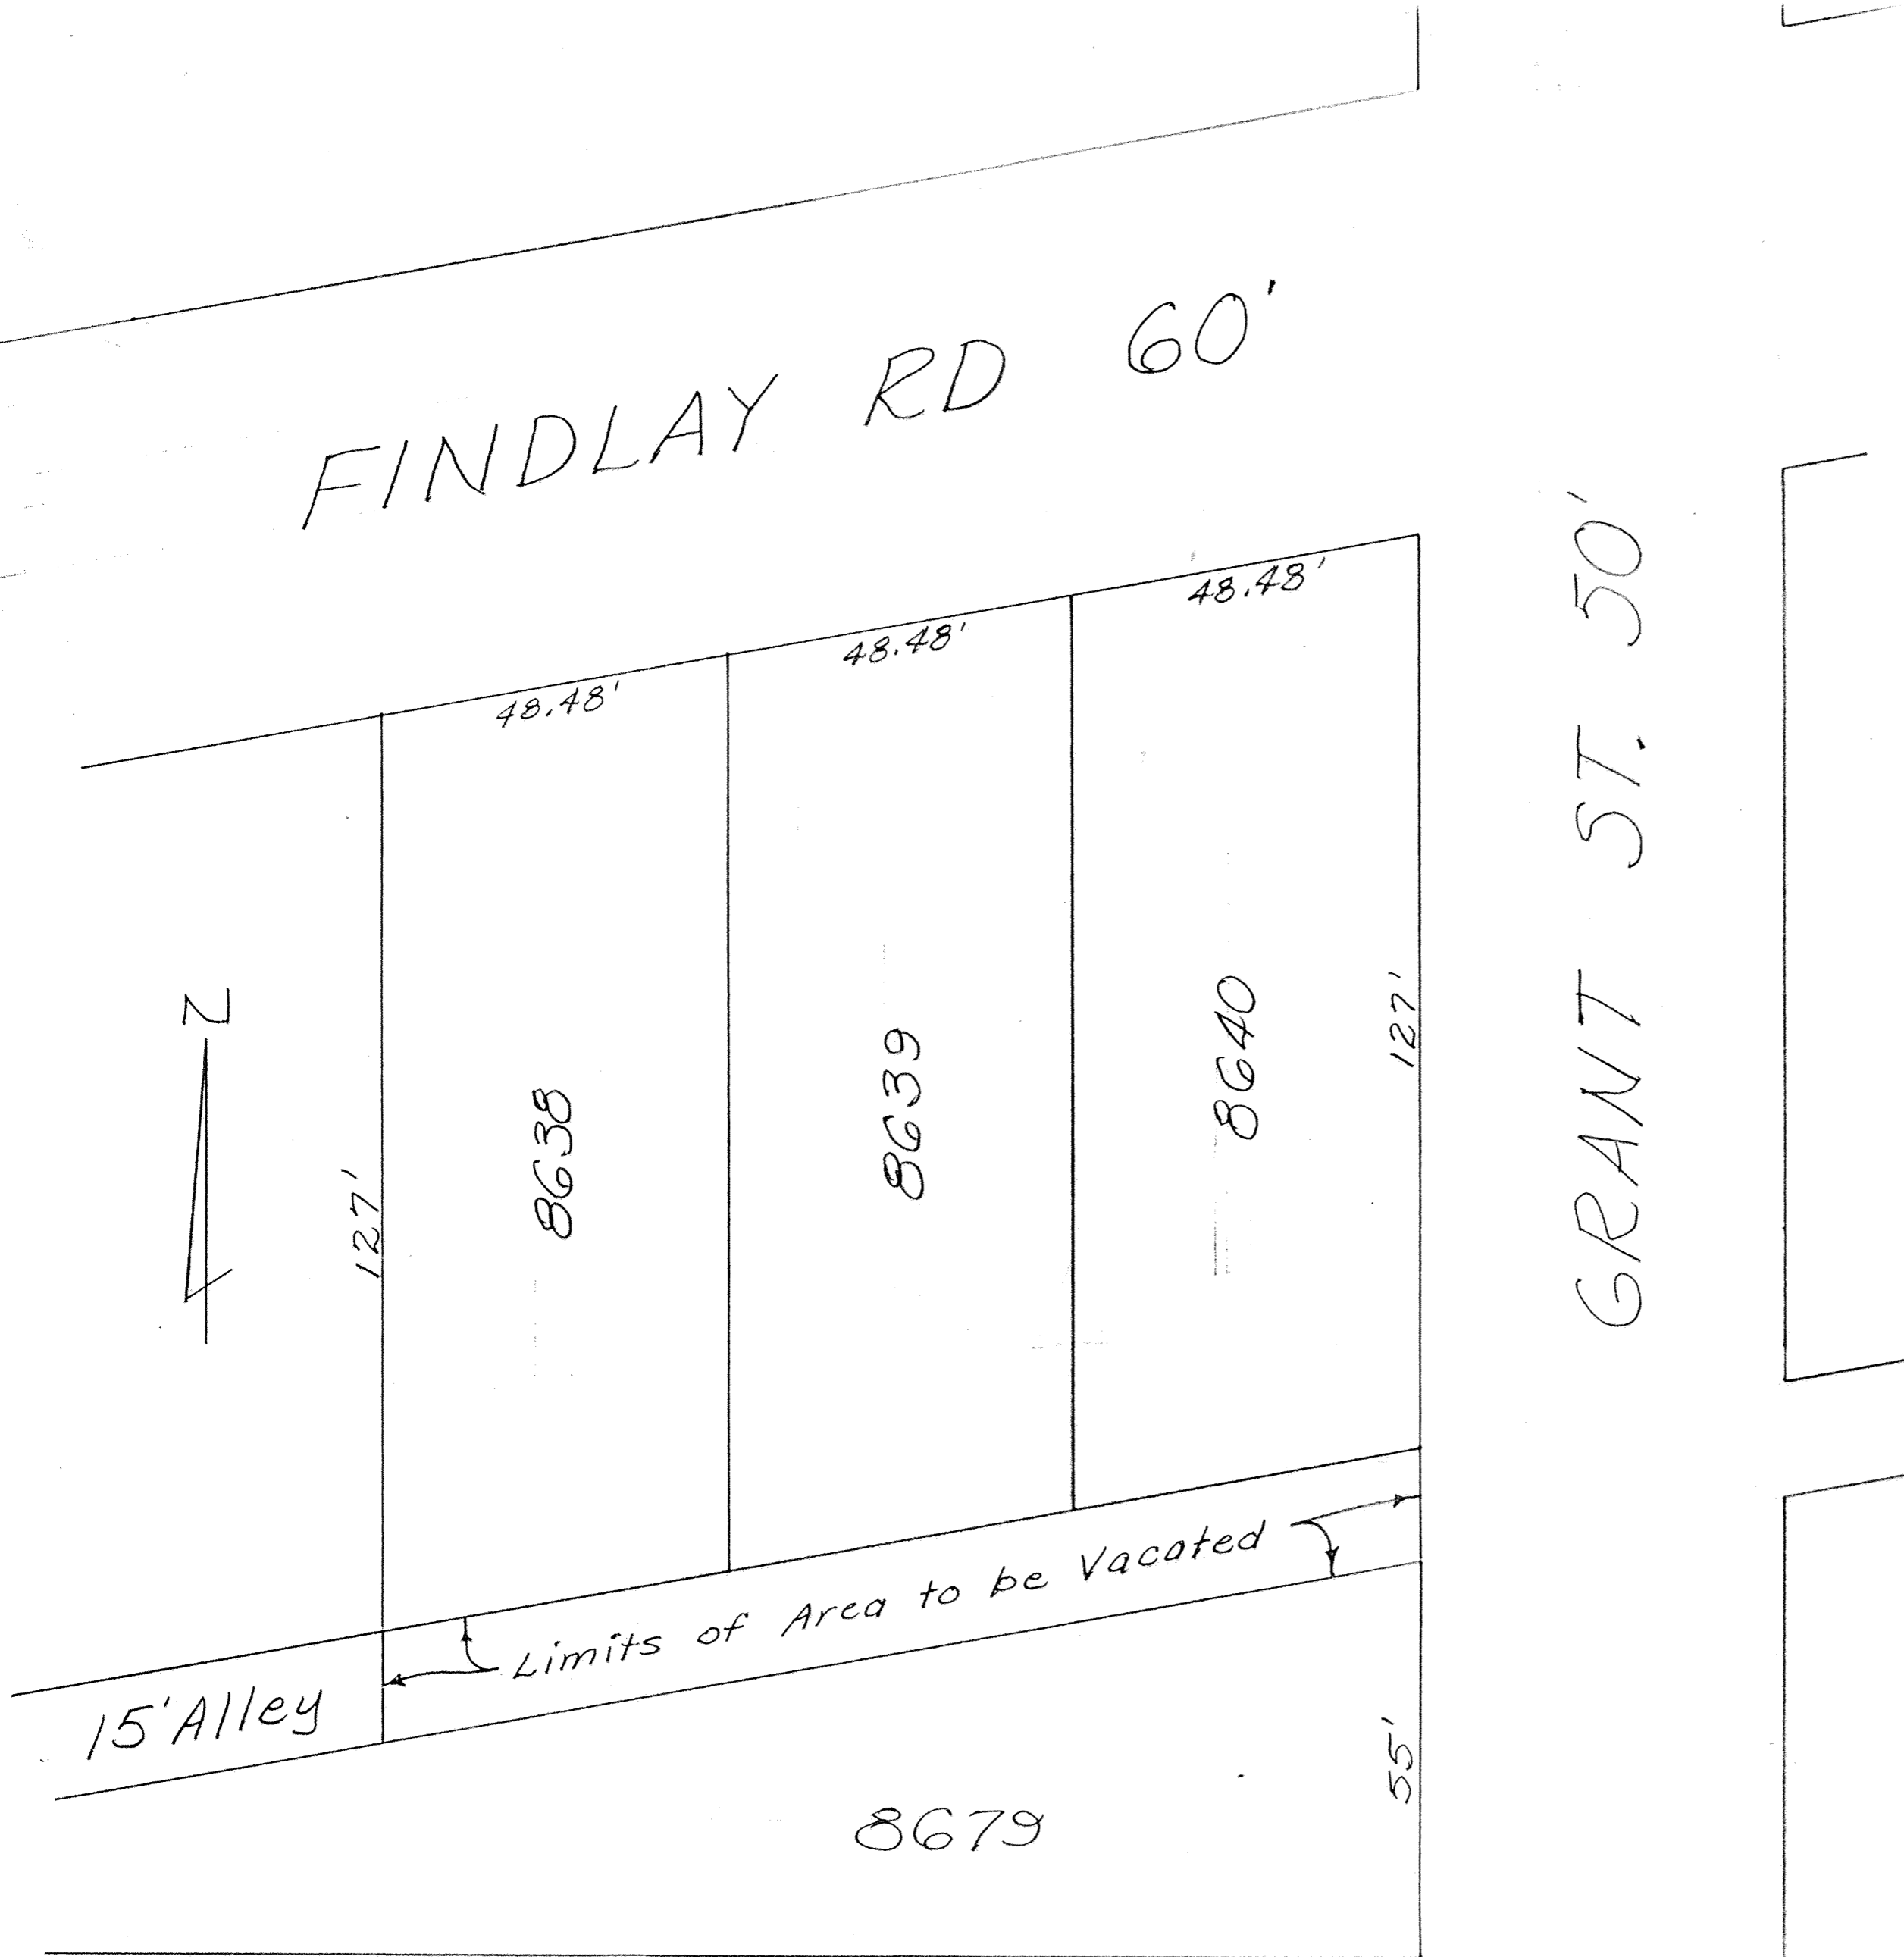 FINDLAY RD 60'
48.48'
48.48'
48.48'
GRANT ST. 50'
N
127'
8638
8639
8640
127'
Limits of Area to be Vacated
15' Alley
55'
8679